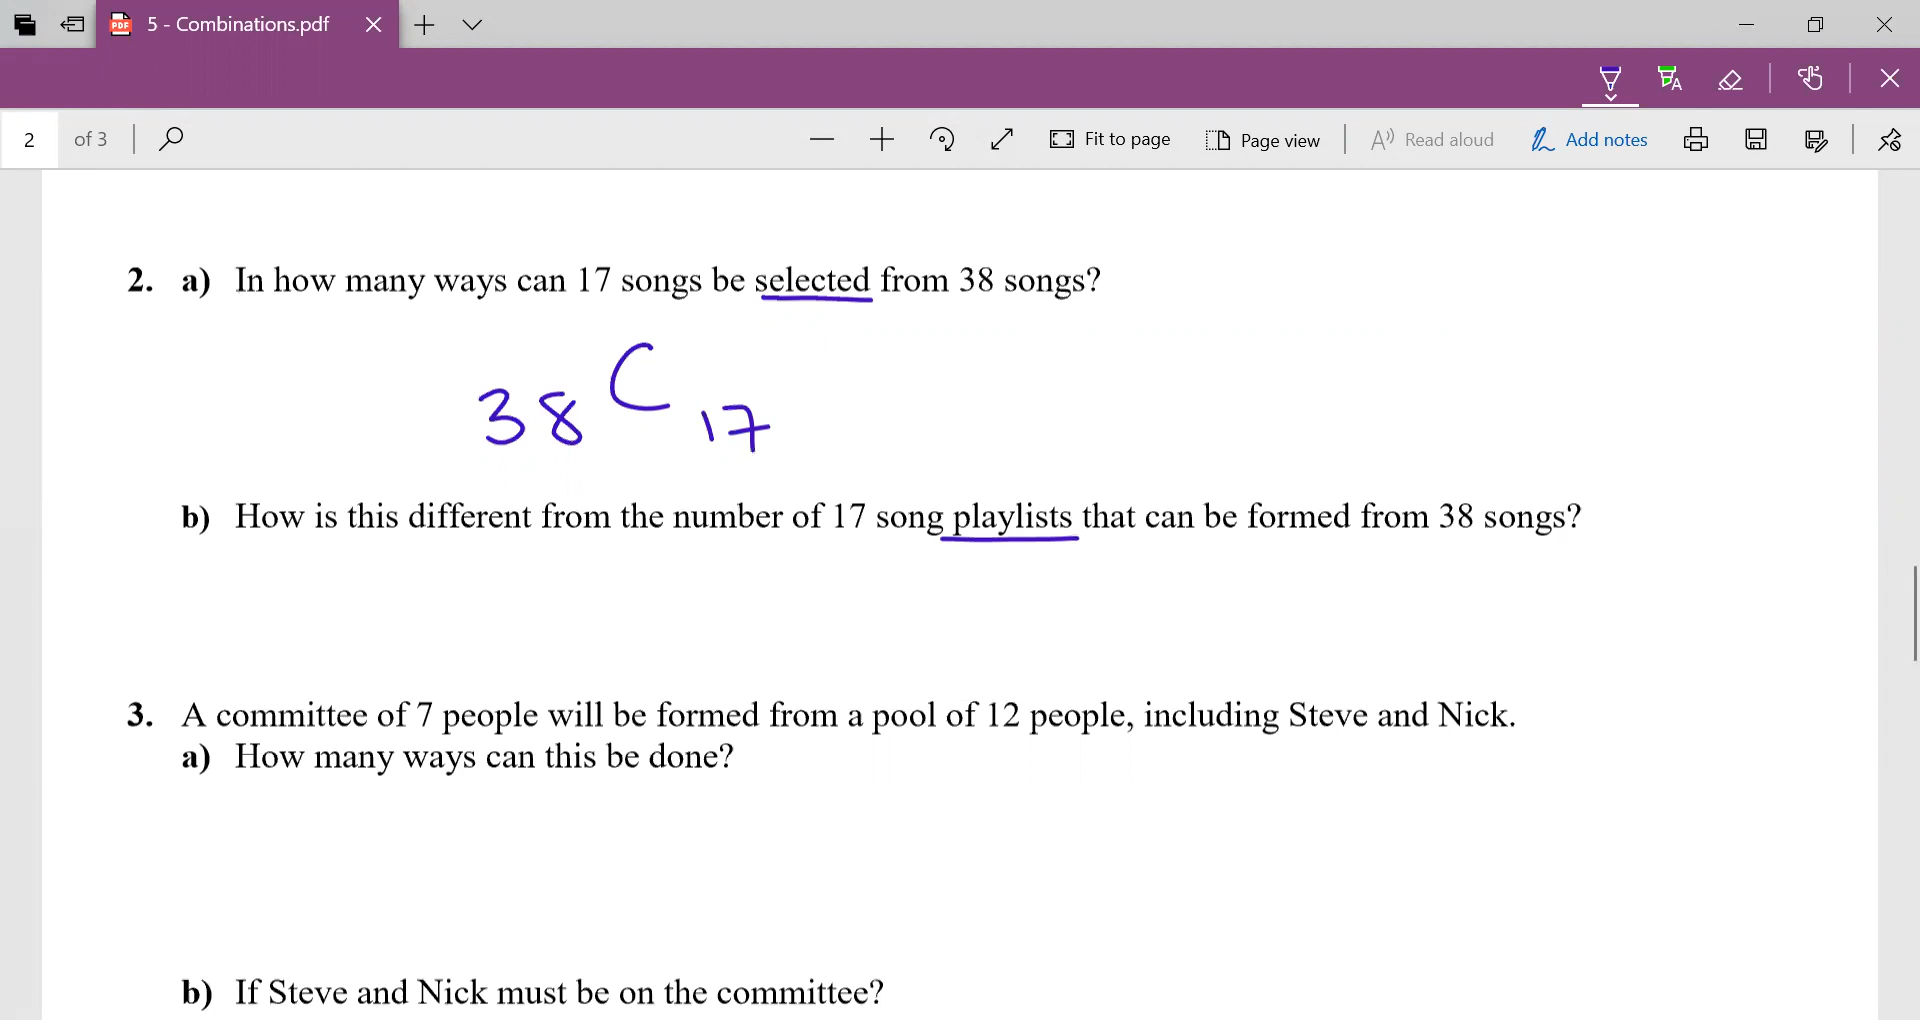 5 - Combinations.pdf
2 of 3 Fit to page Page view Read aloud Add notes
2. a) In how many ways can 17 songs be selected from 38 songs?
38 C 17
b) How is this different from the number of 17 song playlists that can be formed from 38 songs?
3. A committee of 7 people will be formed from a pool of 12 people, including Steve and Nick.
a) How many ways can this be done?
b) If Steve and Nick must be on the committee?